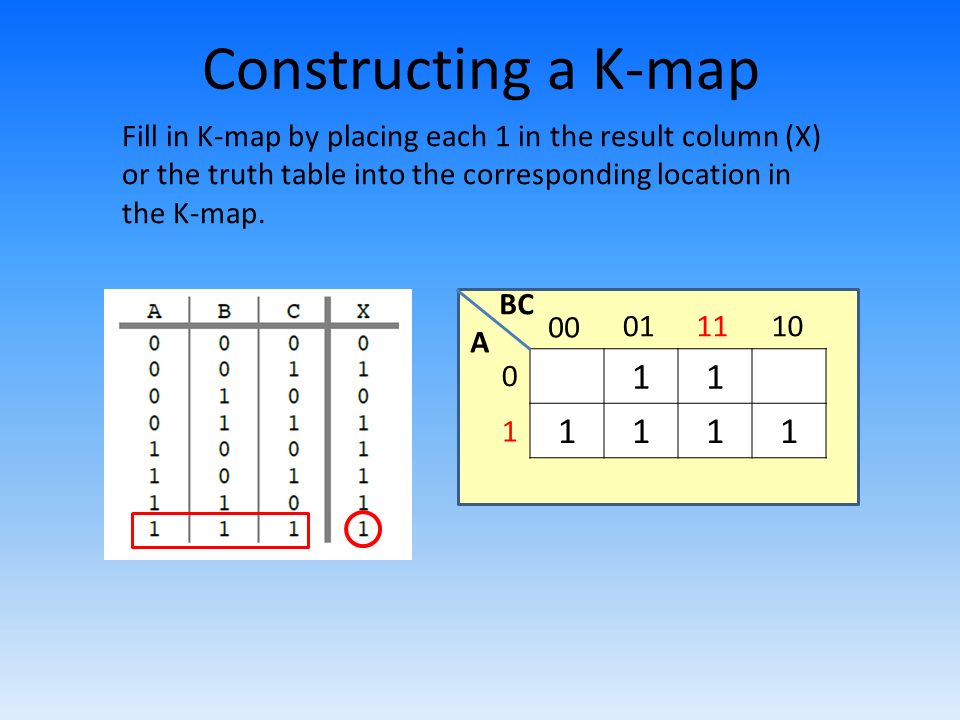 Constructing a K-map
Fill in K-map by placing each 1 in the result column (X)
or the truth table into the corresponding location in
the K-map.
A B C X
0 0 0 0
0 0 1 1
0 1 0 0
0 1 1 1
1 0 0 1
1 0 1 1
1 1 0 1
1 1 1 1
BC
A
00 01 11 10
0 1 1
1 1 1 1 1